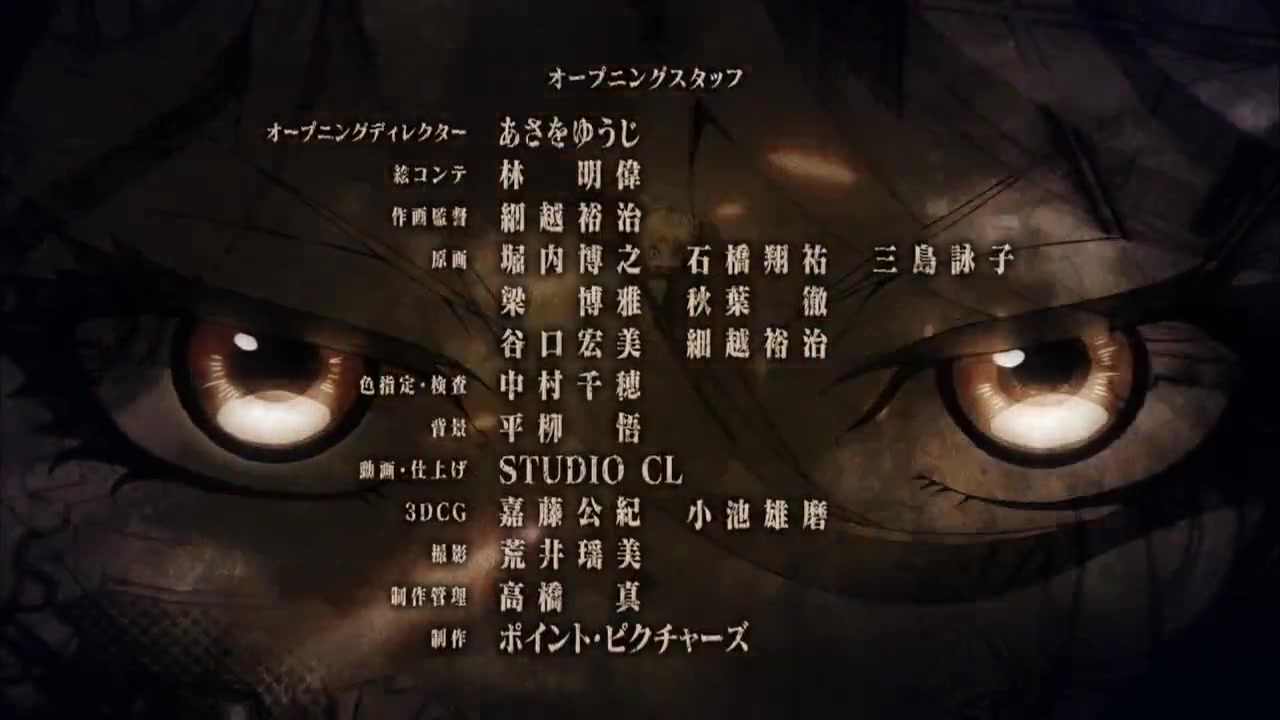 オープニングスタッフ
オープニングディレクター あさをゆうじ
絵コンテ 林 明偉
作画監督 細越裕治
原画 堀内博之 石橋翔祐 三島詠子
梁 博雅 秋葉 徹
谷口宏美 細越裕治
色指定・検査 中村千穂
背景 平柳 悟
動画・仕上げ STUDIO CL
3DCG 嘉藤公紀 小池雄磨
撮影 荒井瑶美
制作管理 高橋 真
制作 ポイント・ピクチャーズ